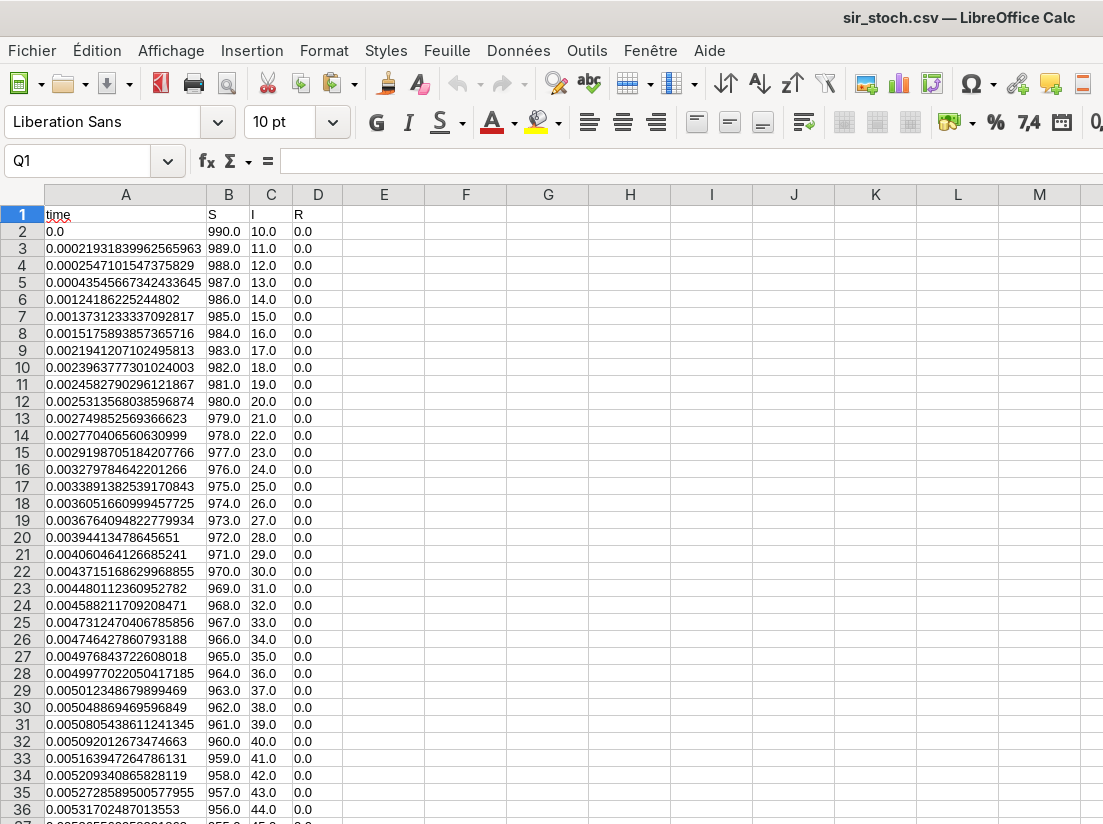 sir_stoch.csv — LibreOffice Calc
Fichier Édition Affichage Insertion Format Styles Feuille Données Outils Fenêtre Aide
Liberation Sans 10 pt G I S A % 7,4 0,
Q1 fx Σ =
A B C D E F G H I J K L M
1 time S I R
2 0.0 990.0 10.0 0.0
3 0.00021931839962565963 989.0 11.0 0.0
4 0.0002547101547375829 988.0 12.0 0.0
5 0.00043545667342433645 987.0 13.0 0.0
6 0.00124186225244802 986.0 14.0 0.0
7 0.0013731233337092817 985.0 15.0 0.0
8 0.0015175893857365716 984.0 16.0 0.0
9 0.0021941207102495813 983.0 17.0 0.0
10 0.0023963777301024003 982.0 18.0 0.0
11 0.0024582790296121867 981.0 19.0 0.0
12 0.0025313568038596874 980.0 20.0 0.0
13 0.002749852569366623 979.0 21.0 0.0
14 0.002770406560630999 978.0 22.0 0.0
15 0.0029198705184207766 977.0 23.0 0.0
16 0.003279784642201266 976.0 24.0 0.0
17 0.0033891382539170843 975.0 25.0 0.0
18 0.0036051660999457725 974.0 26.0 0.0
19 0.0036764094822779934 973.0 27.0 0.0
20 0.00394413478645651 972.0 28.0 0.0
21 0.004060464126685241 971.0 29.0 0.0
22 0.0043715168629968855 970.0 30.0 0.0
23 0.004480112360952782 969.0 31.0 0.0
24 0.004588211709208471 968.0 32.0 0.0
25 0.0047312470406785856 967.0 33.0 0.0
26 0.004746427860793188 966.0 34.0 0.0
27 0.004976843722608018 965.0 35.0 0.0
28 0.0049977022050417185 964.0 36.0 0.0
29 0.005012348679899469 963.0 37.0 0.0
30 0.005048869469596849 962.0 38.0 0.0
31 0.0050805438611241345 961.0 39.0 0.0
32 0.005092012673474663 960.0 40.0 0.0
33 0.005163947264786131 959.0 41.0 0.0
34 0.005209340865828119 958.0 42.0 0.0
35 0.0052728589500577955 957.0 43.0 0.0
36 0.00531702487013553 956.0 44.0 0.0